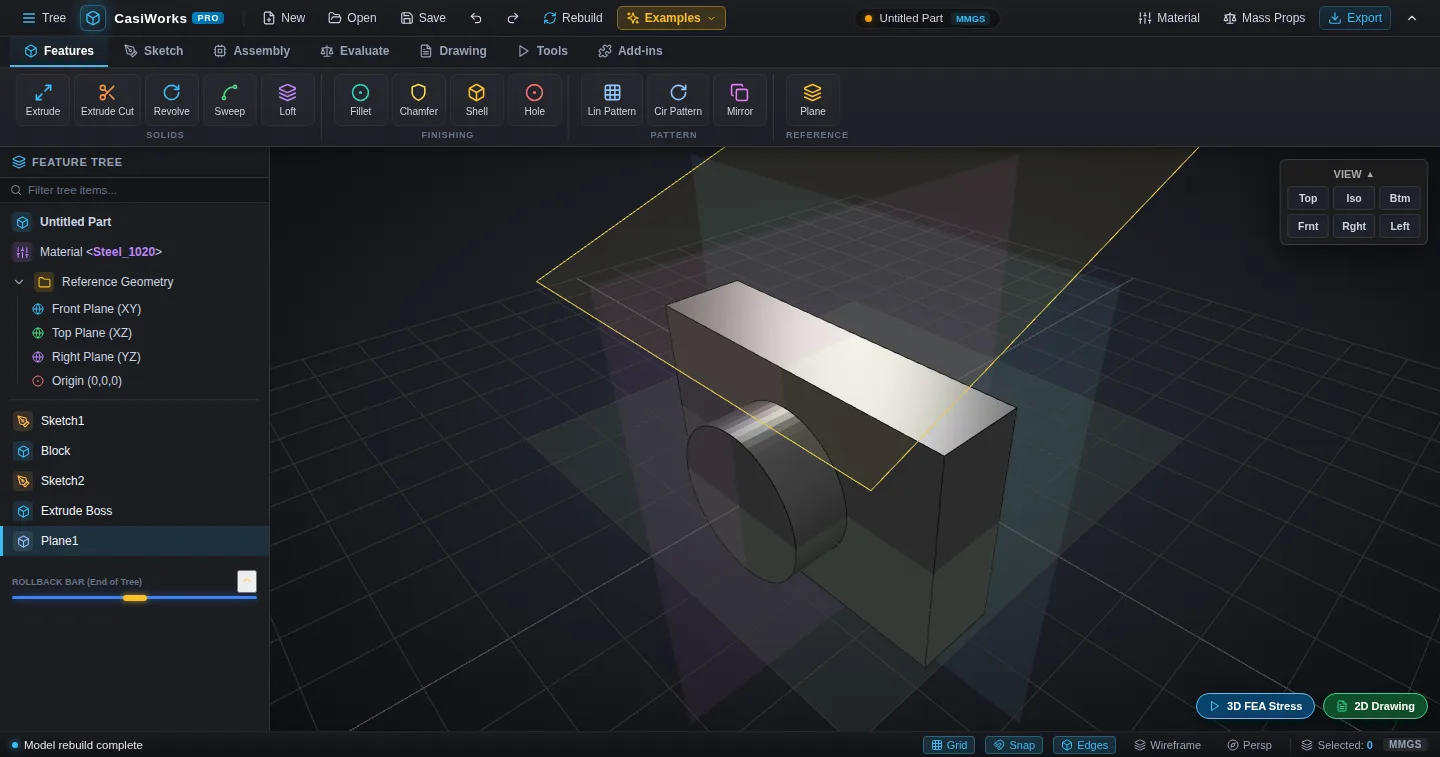 Tree CasiWorks PRO New Open Save Rebuild Examples Untitled Part MMGS Material Mass Props Export
Features Sketch Assembly Evaluate Drawing Tools Add-ins
Extrude Extrude Cut Revolve Sweep Loft Fillet Chamfer Shell Hole Lin Pattern Cir Pattern Mirror Plane
SOLIDS FINISHING PATTERN REFERENCE
FEATURE TREE
Filter tree items...
Untitled Part
Material <Steel_1020>
Reference Geometry
Front Plane (XY)
Top Plane (XZ)
Right Plane (YZ)
Origin (0,0,0)
Sketch1
Block
Sketch2
Extrude Boss
Plane1
ROLLBACK BAR (End of Tree)
VIEW ▲
Top Iso Btm
Frnt Rght Left
3D FEA Stress 2D Drawing
Model rebuild complete Grid Snap Edges Wireframe Persp Selected: 0 MMGS